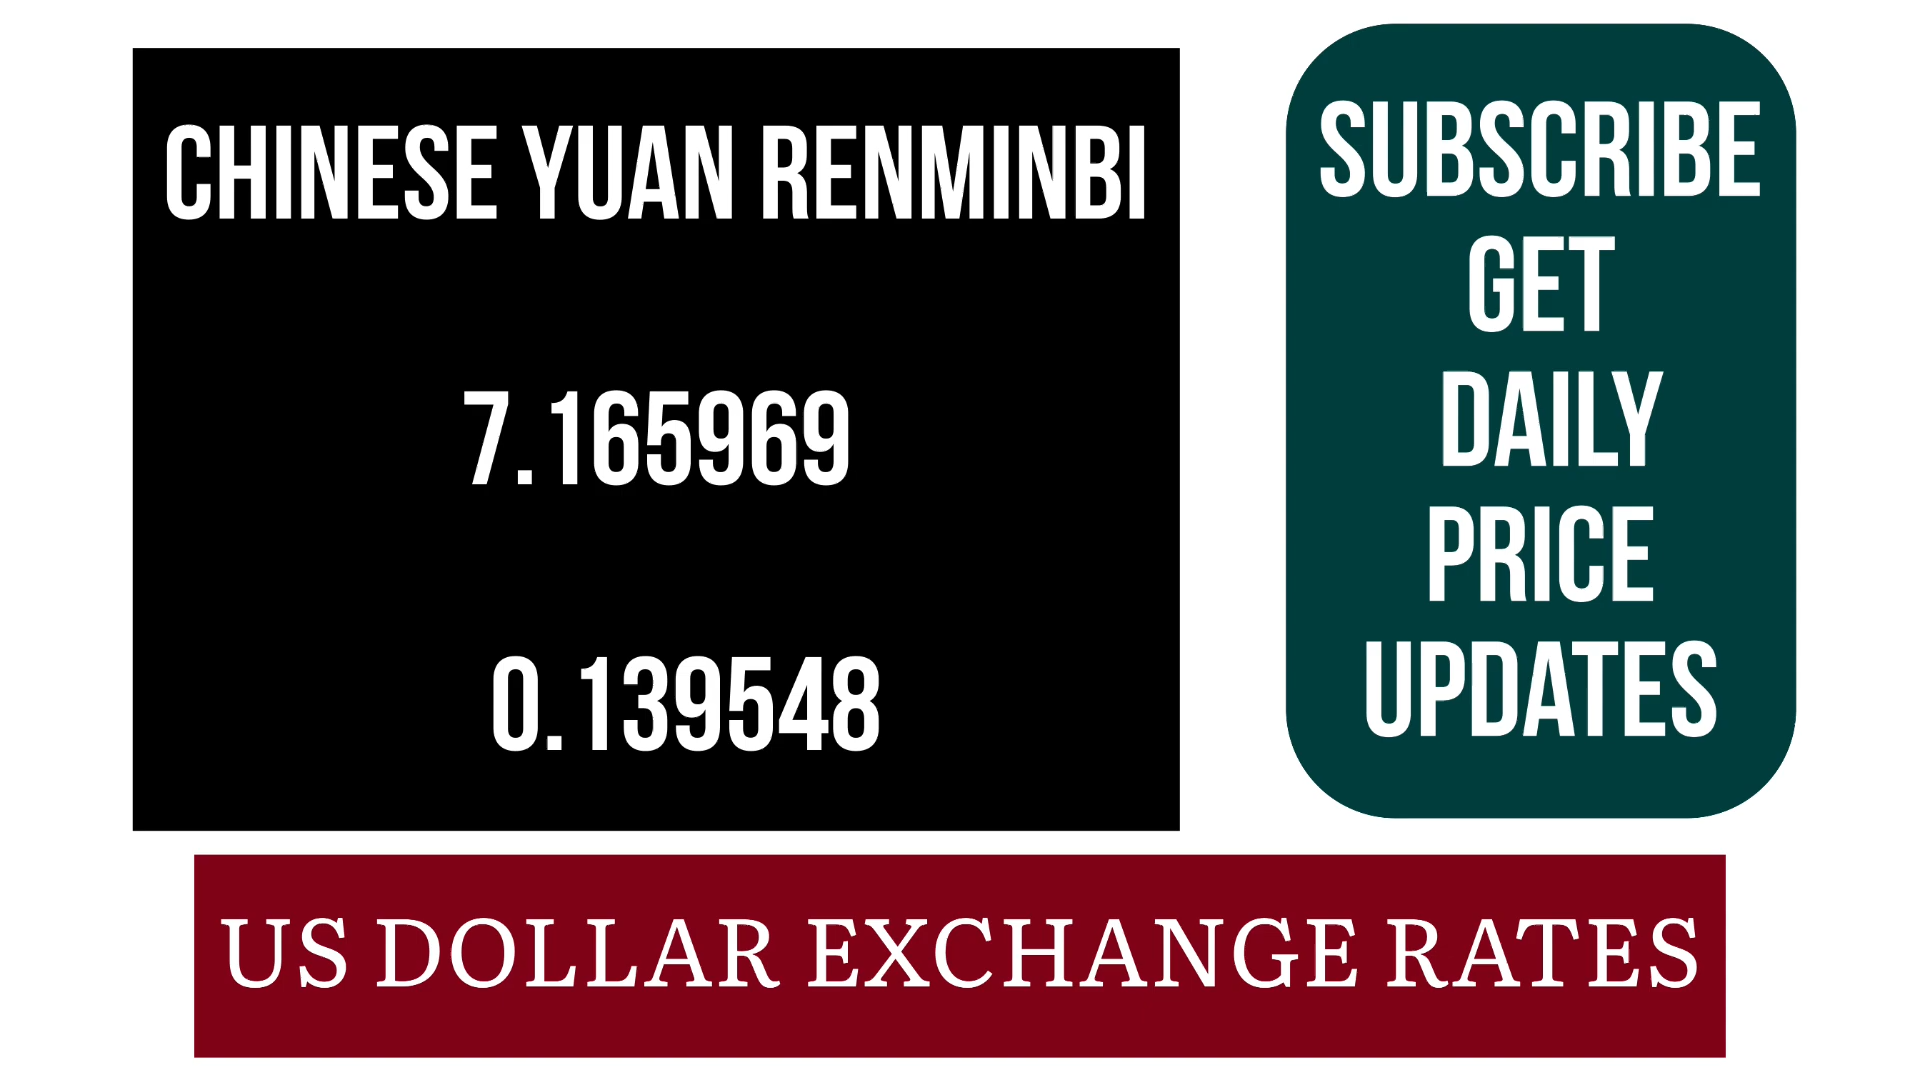 CHINESE YUAN RENMINBI
7.165969
0.139548
SUBSCRIBE
GET
DAILY
PRICE
UPDATES
US DOLLAR EXCHANGE RATES